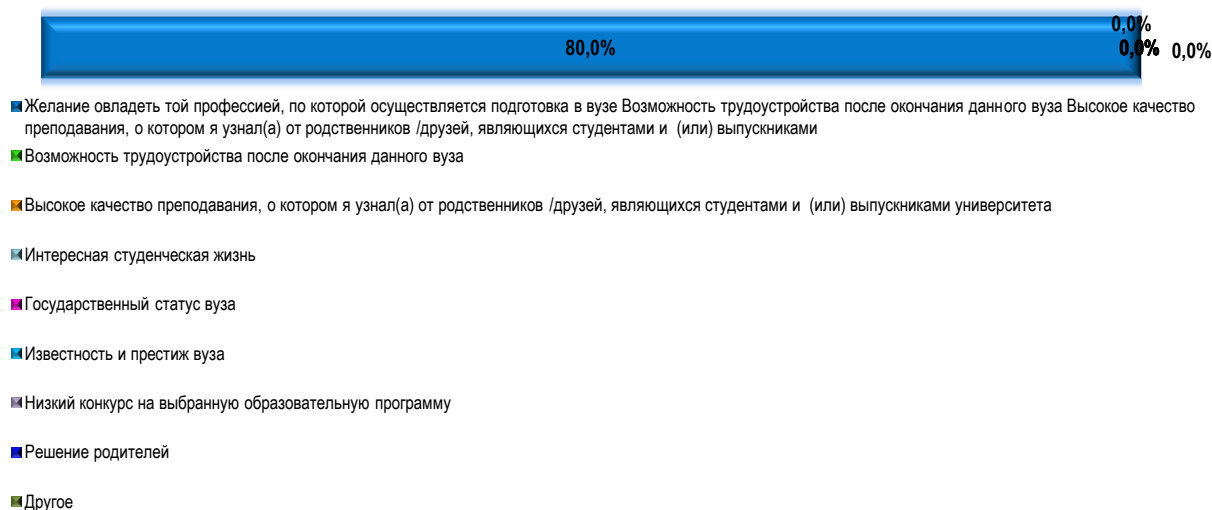 0,0%
80,0%
0,0% 0,0%
Желание овладеть той профессией, по которой осуществляется подготовка в вузе Возможность трудоустройства после окончания данного вуза Высокое качество
преподавания, о котором я узнал(а) от родственников /друзей, являющихся студентами и (или) выпускниками
Возможность трудоустройства после окончания данного вуза
Высокое качество преподавания, о котором я узнал(а) от родственников /друзей, являющихся студентами и (или) выпускниками университета
Интересная студенческая жизнь
Государственный статус вуза
Известность и престиж вуза
Низкий конкурс на выбранную образовательную программу
Решение родителей
Другое